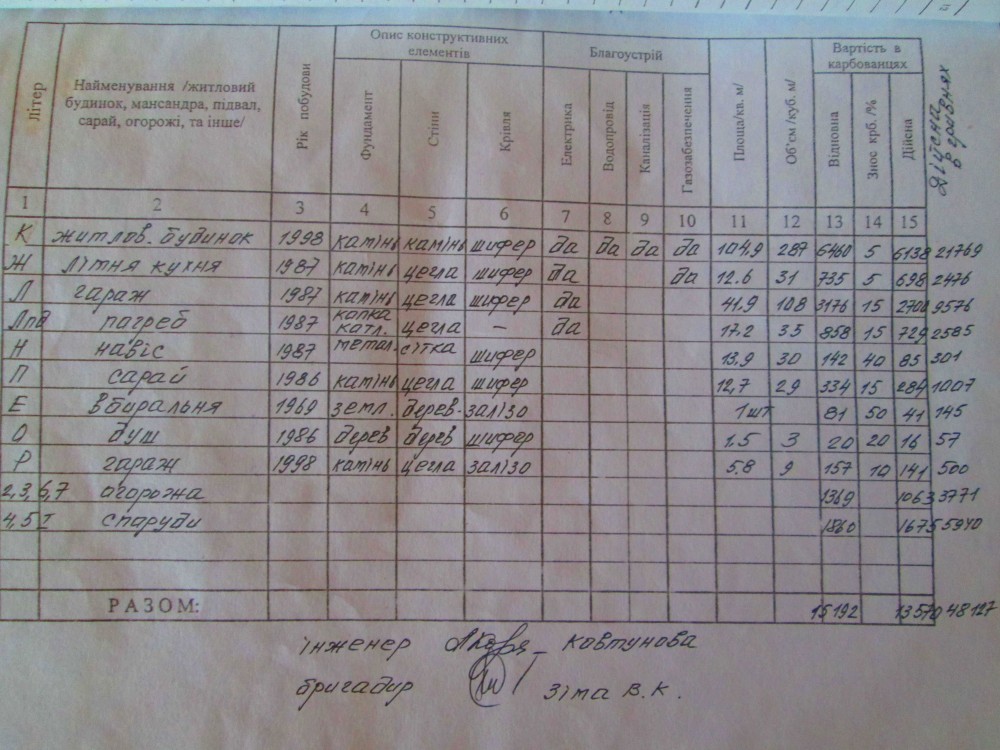 Літер Найменування /житловий будинок, мансандра, підвал, сарай, огорожі, та інше/ Рік побудови Опис конструктивних елементів Благоустрій Площа/кв. м/ Об'єм /куб. м/ Вартість в карбованцях Дійсна в гривнях
Фундамент Стіни Крівля Електрика Водопровід Каналізація Газозабезпечення Відновна Знос крб. /% Дійсна
1 2 3 4 5 6 7 8 9 10 11 12 13 14 15
К житлов. будинок 1998 камінь камінь шифер да да да да 104.9 287 6460 5 6138 21769
Ж літня кухня 1987 камінь цегла шифер да да 12.6 31 735 5 698 2476
Л гараж 1987 камінь цегла шифер да 41.9 108 3176 15 2700 9576
Лпд погреб 1987 копка катл. цегла – да 17.2 35 858 15 729 2585
Н навіс 1987 метал. сітка шифер 13,9 30 142 40 85 301
П сарай 1986 камінь цегла шифер 12,7 29 334 15 284 1007
Е вбиральня 1969 земл. дерев. залізо 1 шт 81 50 41 145
О душ 1986 дерев дерев шифер 1.5 3 20 20 16 57
Р гараж 1998 камінь цегла залізо 5.8 9 157 10 141 500
2,3,6,7 огорожа 1369 1063 3771
4,5 I споруди 1860 1675 5940
РАЗОМ: 15192 13570 48127
інженер Ковтунова
бригадир Зіма В.К.